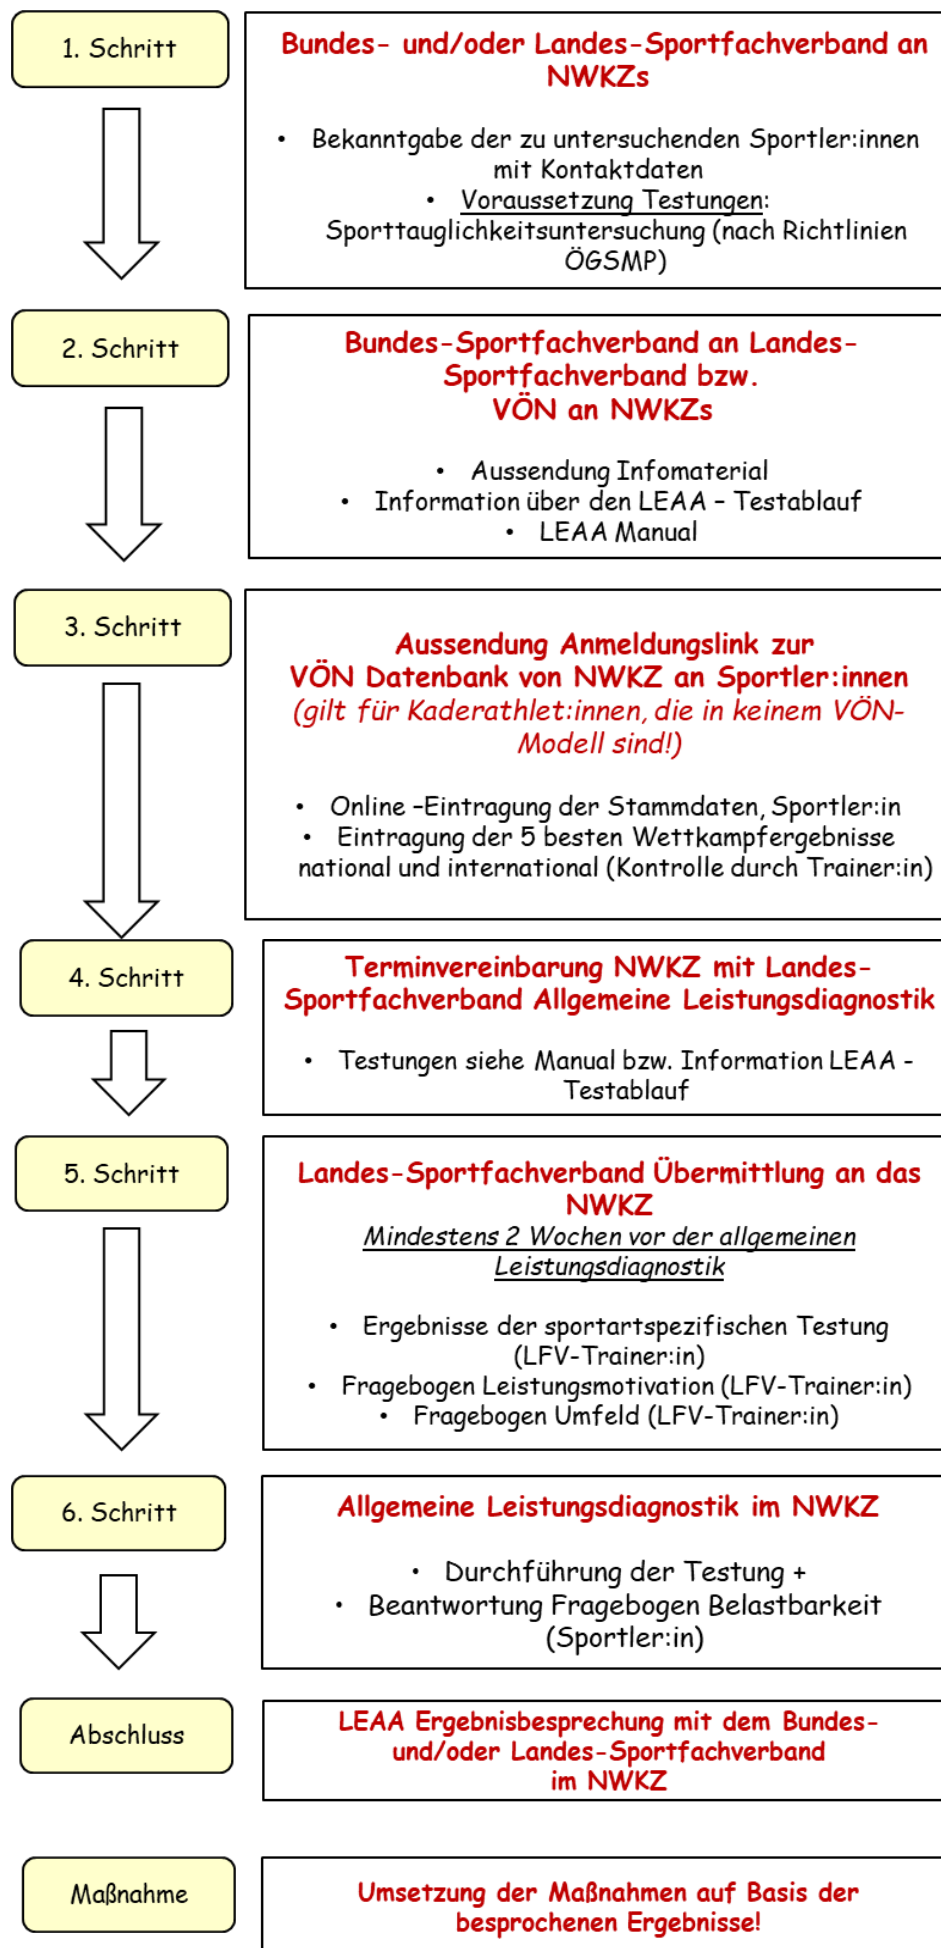 1. Schritt
Bundes- und/oder Landes-Sportfachverband an
NWKZs
• Bekanntgabe der zu untersuchenden Sportler:innen
mit Kontaktdaten
• Voraussetzung Testungen:
Sporttauglichkeitsuntersuchung (nach Richtlinien
ÖGSMP)
2. Schritt
Bundes-Sportfachverband an Landes-
Sportfachverband bzw.
VÖN an NWKZs
• Aussendung Infomaterial
• Information über den LEAA – Testablauf
• LEAA Manual
3. Schritt
Aussendung Anmeldungslink zur
VÖN Datenbank von NWKZ an Sportler:innen
(gilt für Kaderathlet:innen, die in keinem VÖN-
Modell sind!)
• Online –Eintragung der Stammdaten, Sportler:in
• Eintragung der 5 besten Wettkampfergebnisse
national und international (Kontrolle durch Trainer:in)
4. Schritt
Terminvereinbarung NWKZ mit Landes-
Sportfachverband Allgemeine Leistungsdiagnostik
• Testungen siehe Manual bzw. Information LEAA -
Testablauf
5. Schritt
Landes-Sportfachverband Übermittlung an das
NWKZ
Mindestens 2 Wochen vor der allgemeinen
Leistungsdiagnostik
• Ergebnisse der sportartspezifischen Testung
(LFV-Trainer:in)
• Fragebogen Leistungsmotivation (LFV-Trainer:in)
• Fragebogen Umfeld (LFV-Trainer:in)
6. Schritt
Allgemeine Leistungsdiagnostik im NWKZ
• Durchführung der Testung +
• Beantwortung Fragebogen Belastbarkeit
(Sportler:in)
Abschluss
LEAA Ergebnisbesprechung mit dem Bundes-
und/oder Landes-Sportfachverband
im NWKZ
Maßnahme
Umsetzung der Maßnahmen auf Basis der
besprochenen Ergebnisse!